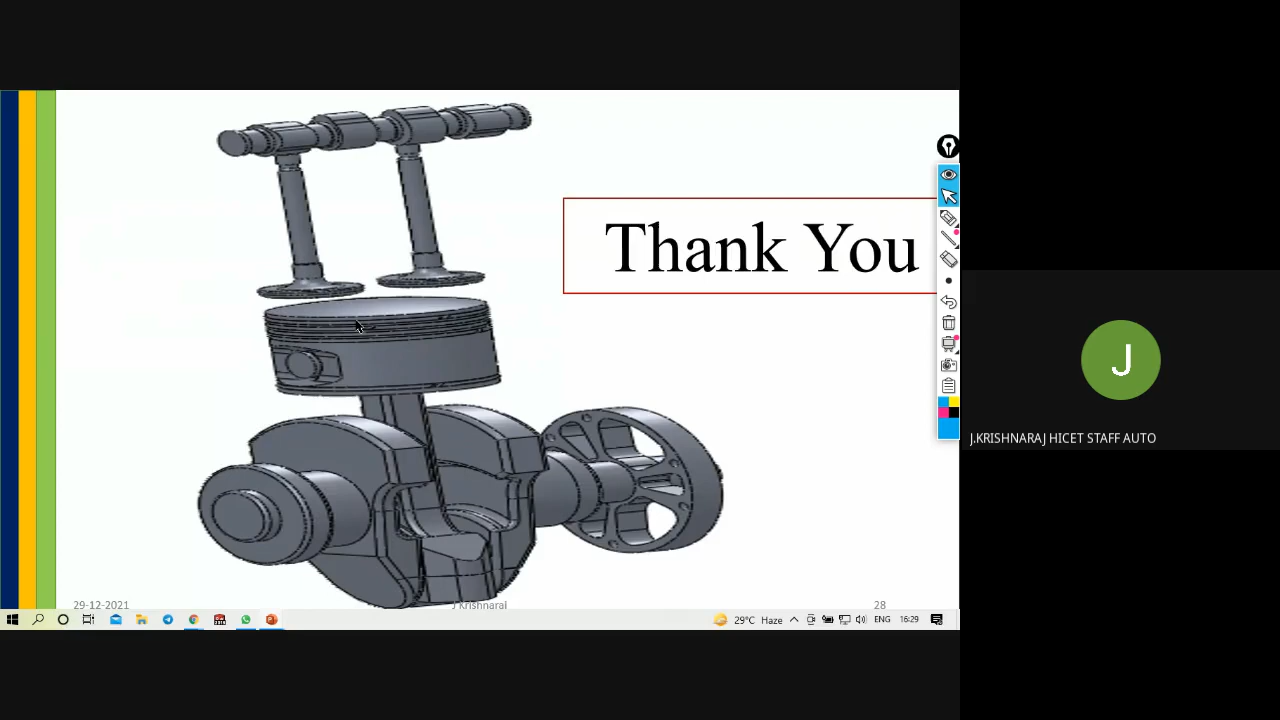 Thank You
J
J.KRISHNARAJ HICET STAFF AUTO
29-12-2021
J Krishnaraj
28
29°C Haze
ENG
16:29